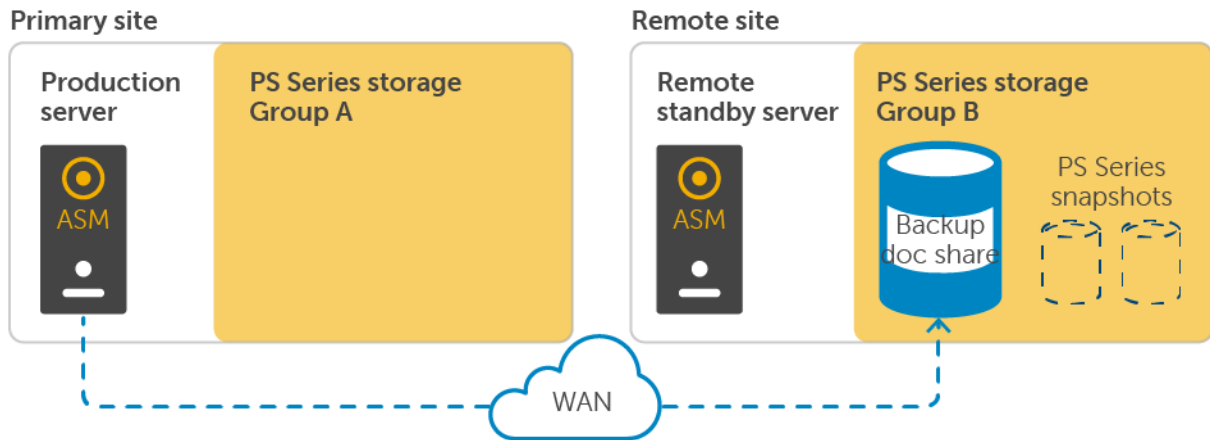 Primary site
Production
server
ASM
PS Series storage
Group A
Remote site
Remote
standby server
ASM
PS Series storage
Group B
Backup
doc share
PS Series
snapshots
WAN